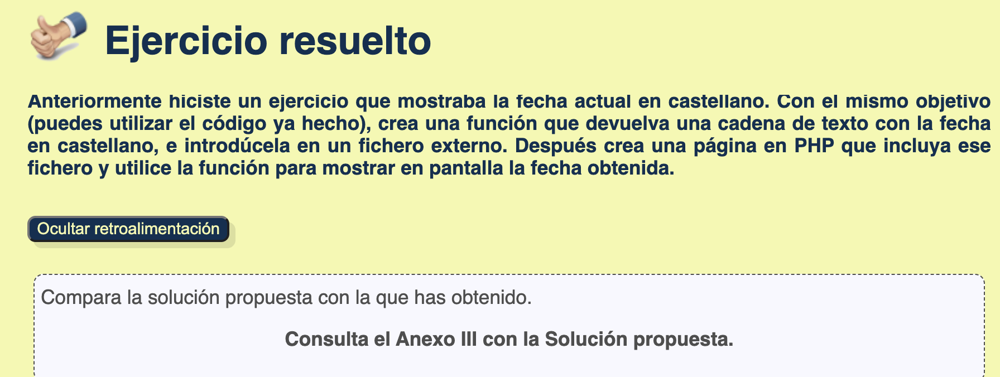 Ejercicio resuelto
Anteriormente hiciste un ejercicio que mostraba la fecha actual en castellano. Con el mismo objetivo
(puedes utilizar el código ya hecho), crea una función que devuelva una cadena de texto con la fecha
en castellano, e introdúcela en un fichero externo. Después crea una página en PHP que incluya ese
fichero y utilice la función para mostrar en pantalla la fecha obtenida.
Ocultar retroalimentación
Compara la solución propuesta con la que has obtenido.
Consulta el Anexo III con la Solución propuesta.